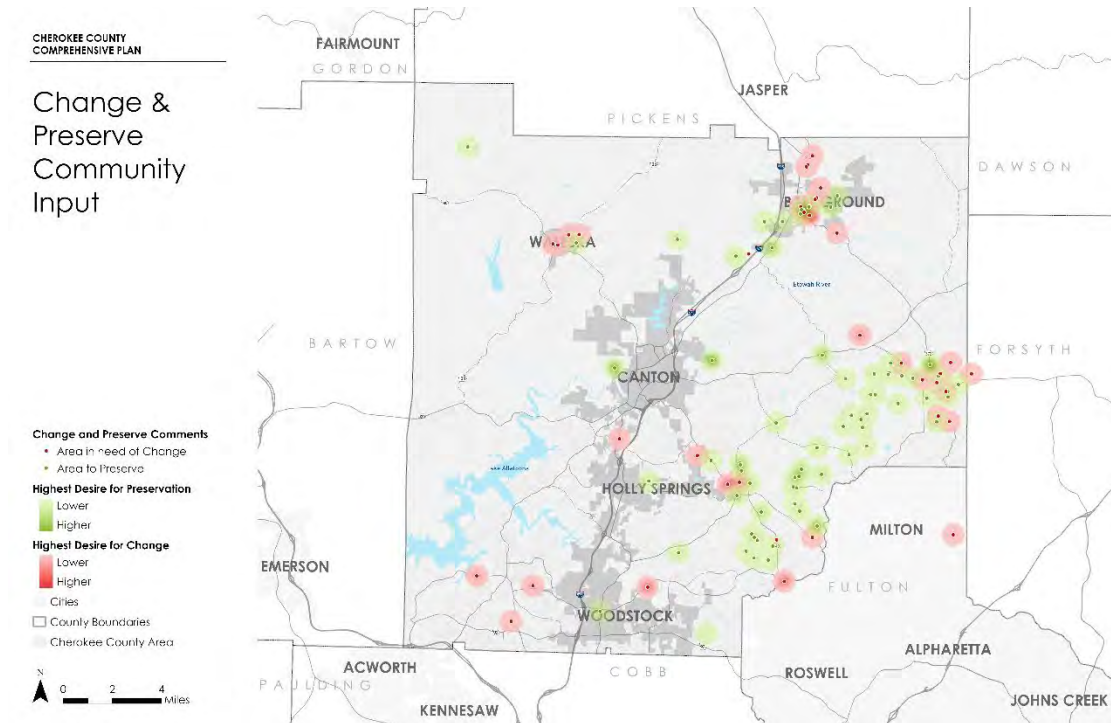 CHEROKEE COUNTY
COMPREHENSIVE PLAN
Change &
Preserve
Community
Input
Change and Preserve Comments
Area in need of Change
Area to Preserve
Highest Desire for Preservation
Lower
Higher
Highest Desire for Change
Lower
Higher
Cities
County Boundaries
Cherokee County Area
N
0 2 4
Miles
FAIRMOUNT
GORDON
JASPER
PICKENS
DAWSON
GROUND
Etowah River
BARTOW
FORSYTH
CANTON
HOLLY SPRINGS
MILTON
EMERSON
FULTON
WOODSTOCK
ACWORTH
COBB
ROSWELL
ALPHARETTA
PAULDING
KENNESAW
JOHNS CREEK